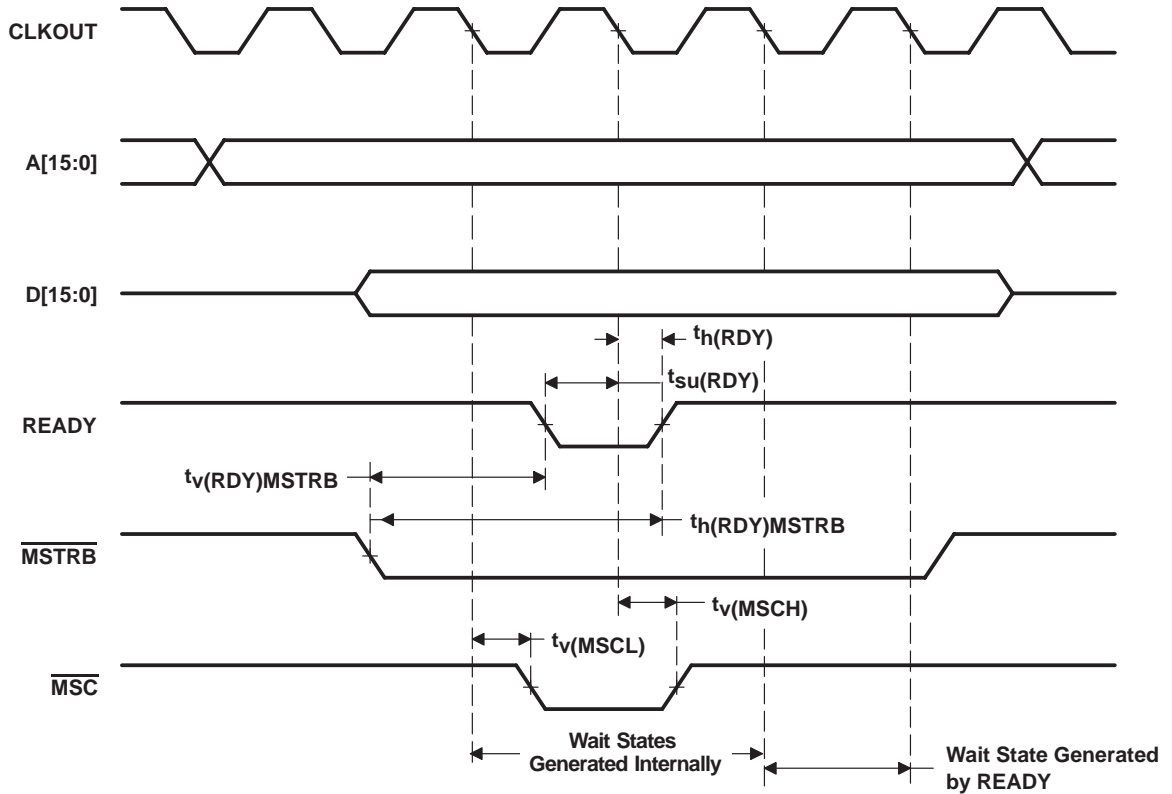 CLKOUT
A[15:0]
D[15:0]
th(RDY)
tsu(RDY)
READY
tv(RDY)MSTRB
th(RDY)MSTRB
MSTRB
tv(MSCH)
tv(MSCL)
MSC
Wait States
Generated Internally
Wait State Generated
by READY